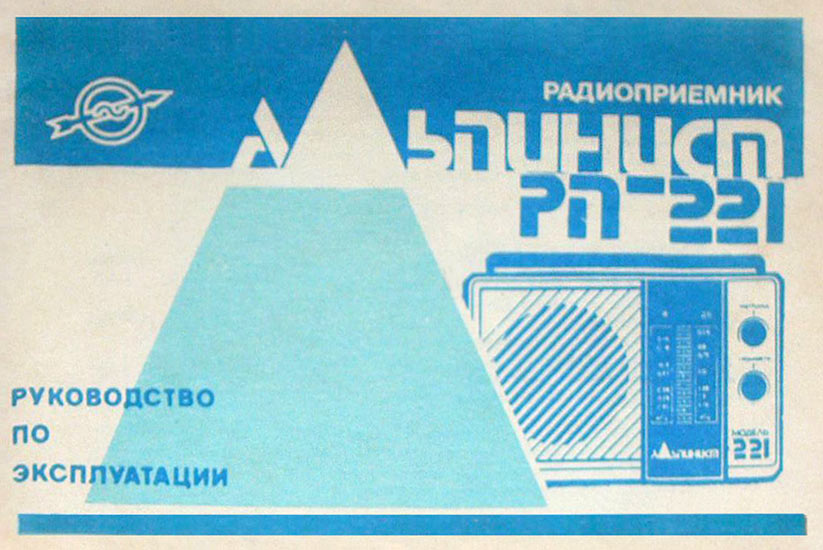 РАДИОПРИЕМНИК
АЛЬПИНИСТ
РП-221
РУКОВОДСТВО
ПО
ЭКСПЛУАТАЦИИ
МОДЕЛЬ
221
АЛЬПИНИСТ